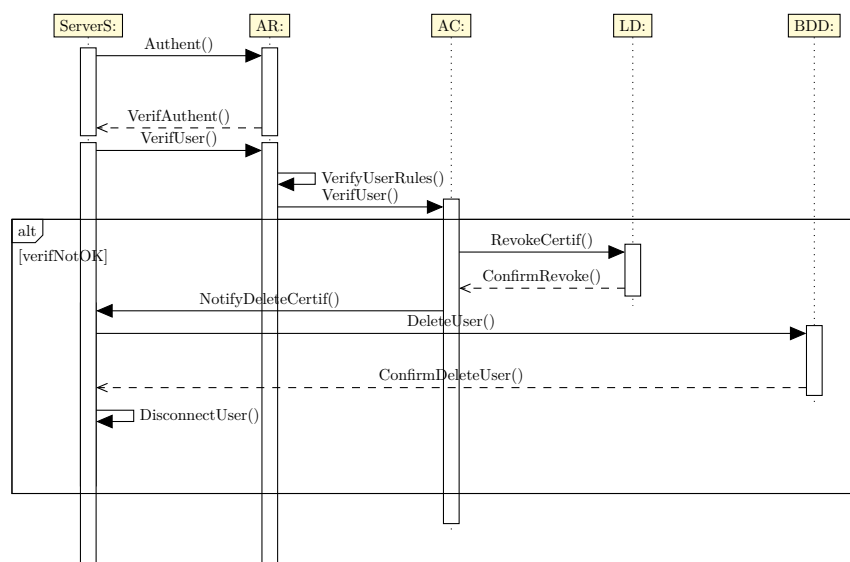 ServerS:
AR:
AC:
LD:
BDD:
Authent()
VerifAuthent()
VerifUser()
VerifyUserRules()
VerifUser()
alt
[verifNotOK]
RevokeCertif()
ConfirmRevoke()
NotifyDeleteCertif()
DeleteUser()
ConfirmDeleteUser()
DisconnectUser()